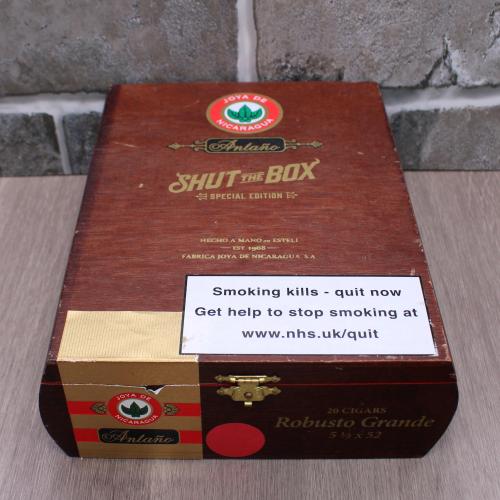 JOYA DE
NICARAGUA
Antaño
SHUT THE BOX
SPECIAL EDITION
HECHO A MANO EN ESTELI
EST 1968
FABRICA JOYA DE NICARAGUA S.A
Smoking kills - quit now
Get help to stop smoking at
www.nhs.uk/quit
JOYA DE
NICARAGUA
Antaño
20 CIGARS
Robusto Grande
5 ½ x 52